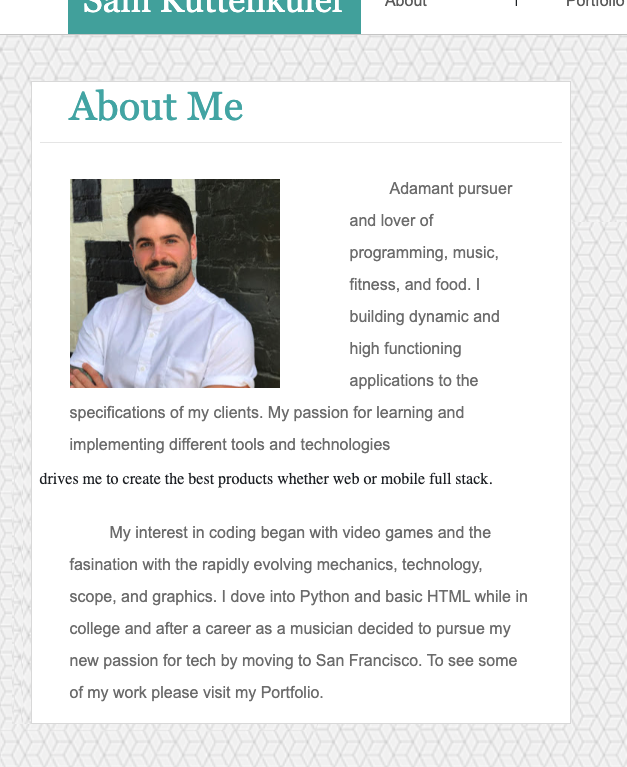 Sam Kuttenkuler
About
Portfolio
About Me
Adamant pursuer
and lover of
programming, music,
fitness, and food. I
building dynamic and
high functioning
applications to the
specifications of my clients. My passion for learning and
implementing different tools and technologies
drives me to create the best products whether web or mobile full stack.
My interest in coding began with video games and the
fasination with the rapidly evolving mechanics, technology,
scope, and graphics. I dove into Python and basic HTML while in
college and after a career as a musician decided to pursue my
new passion for tech by moving to San Francisco. To see some
of my work please visit my Portfolio.